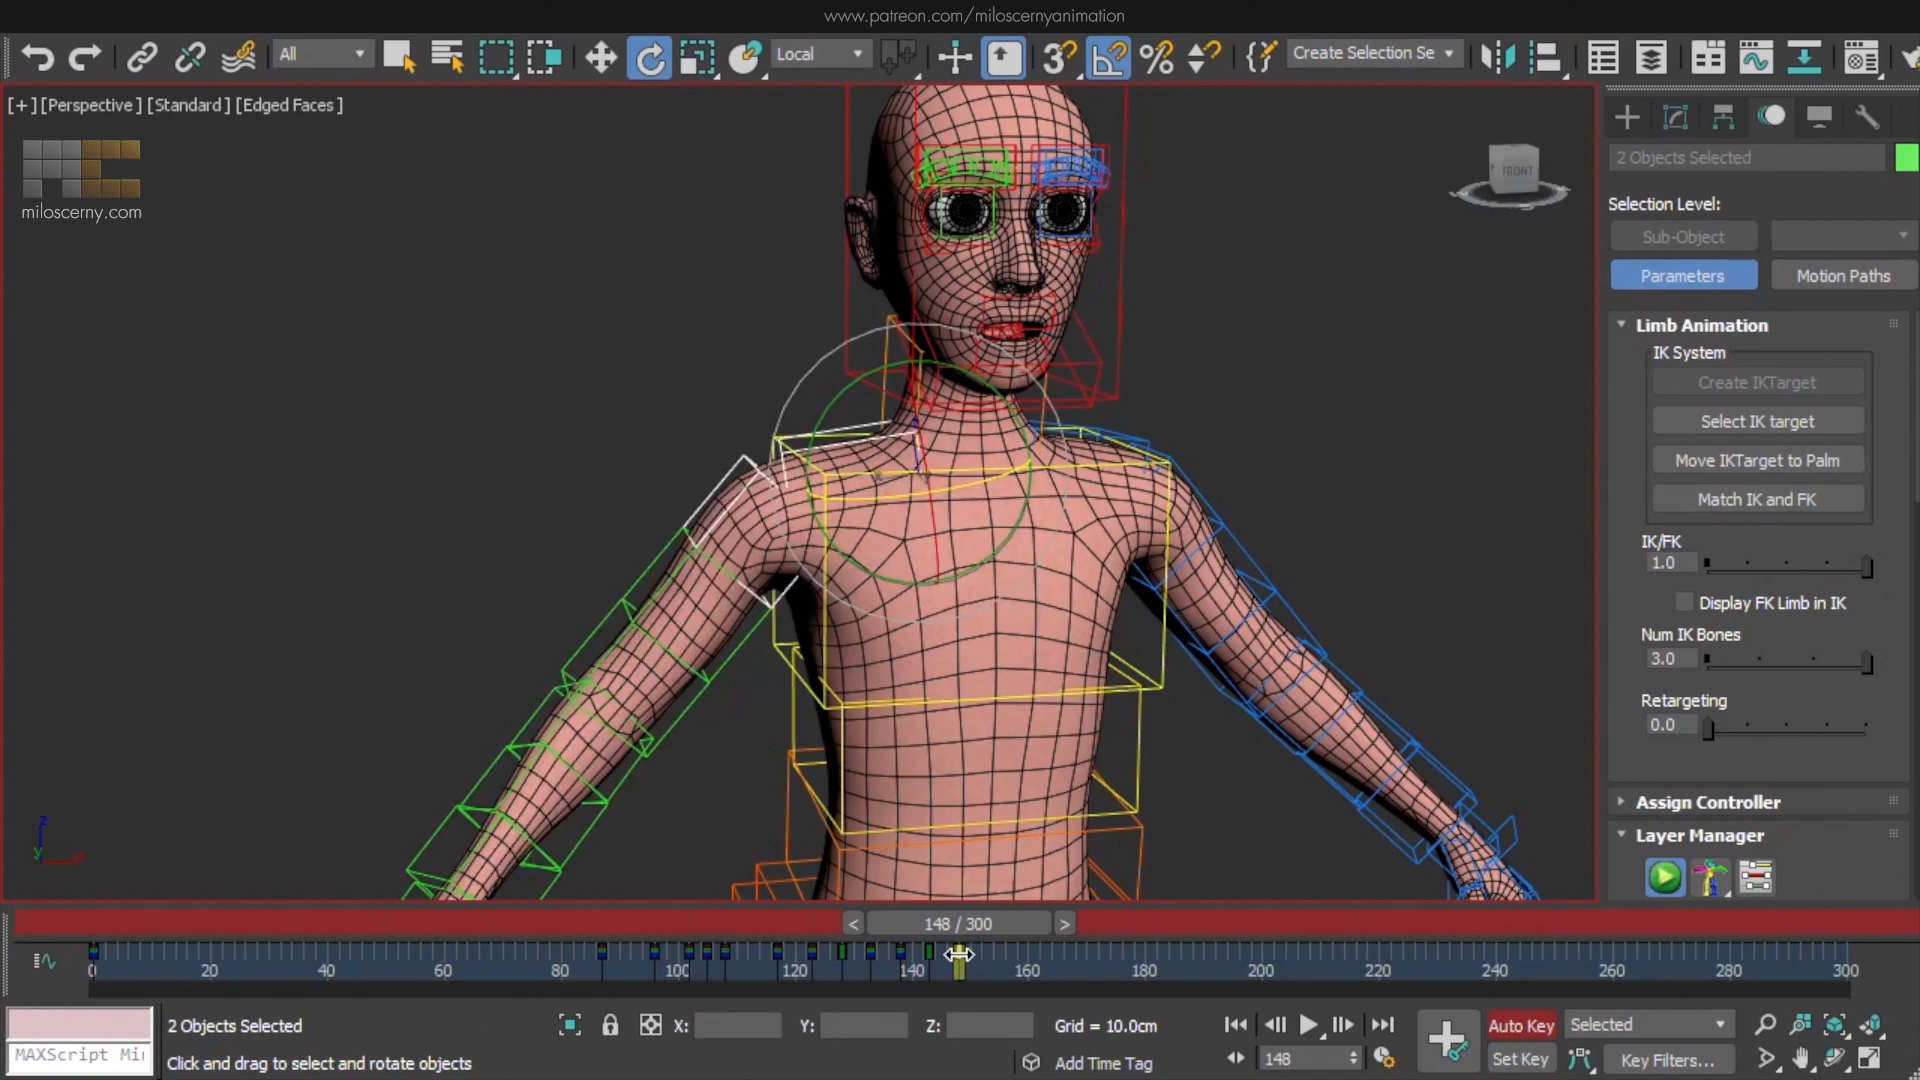 www.patreon.com/miloscernyanimation
All
Local
3
Create Selection Se
[+] [Perspective ] [Standard ] [Edged Faces ]
miloscerny.com
FRONT
2 Objects Selected
Selection Level:
Sub-Object
Parameters
Motion Paths
Limb Animation
IK System
Create IKTarget
Select IK target
Move IKTarget to Palm
Match IK and FK
IK/FK
1.0
Display FK Limb in IK
Num IK Bones
3.0
Retargeting
0.0
Assign Controller
Layer Manager
z
y
< 148 / 300 >
0 20 40 60 80 100 120 140 160 180 200 220 240 260 280 300
2 Objects Selected
X:
Y:
Z:
Grid = 10.0cm
Auto Key
Selected
MAXScript Mi
Click and drag to select and rotate objects
Add Time Tag
148
Set Key
Key Filters...